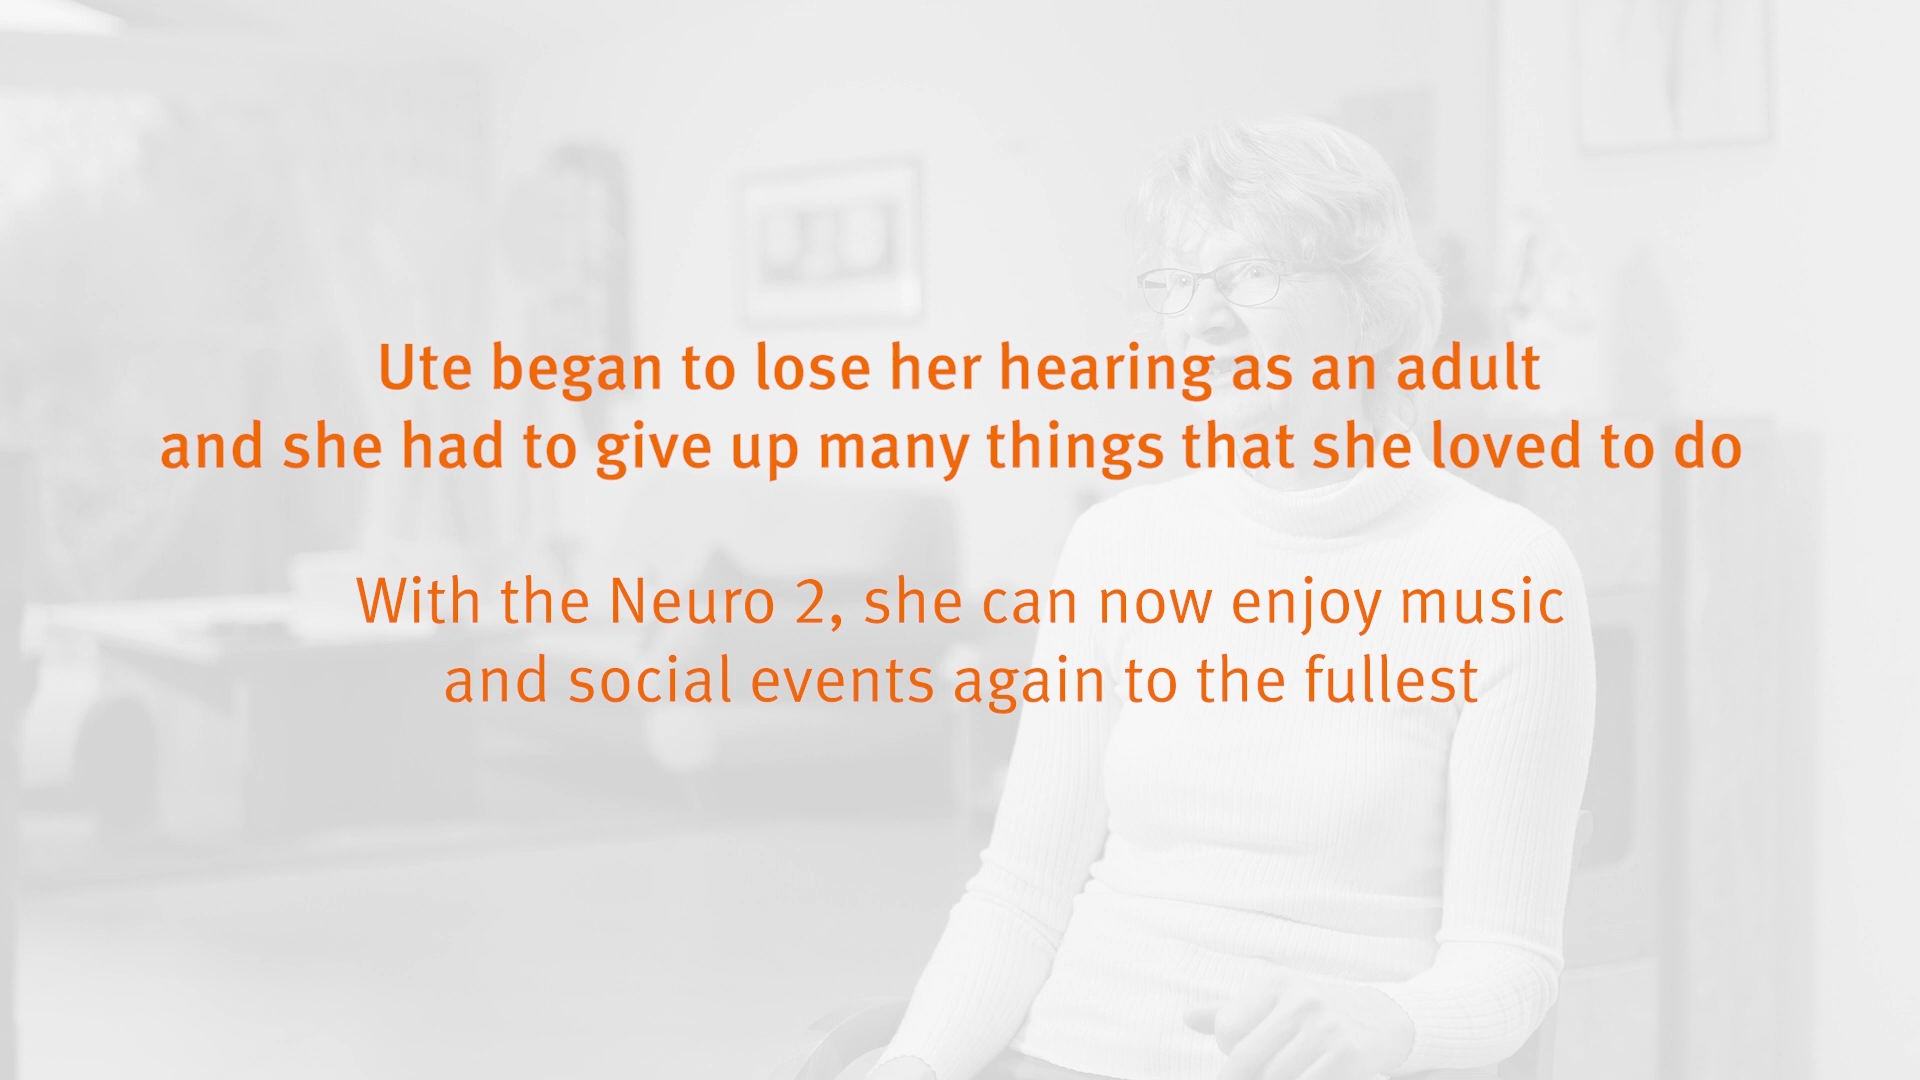 Ute began to lose her hearing as an adult
and she had to give up many things that she loved to do
With the Neuro 2, she can now enjoy music
and social events again to the fullest